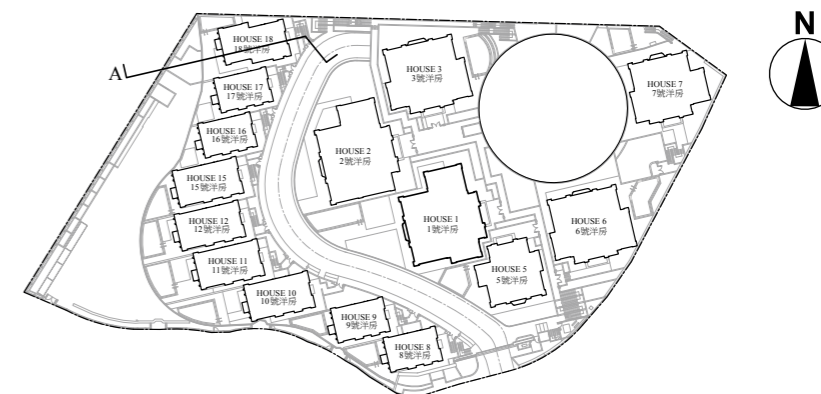 N
HOUSE 18
18號洋房
A
HOUSE 3
3號洋房
HOUSE 7
7號洋房
HOUSE 17
17號洋房
HOUSE 16
16號洋房
HOUSE 2
2號洋房
HOUSE 15
15號洋房
HOUSE 12
12號洋房
HOUSE 1
1號洋房
HOUSE 6
6號洋房
HOUSE 11
11號洋房
HOUSE 5
5號洋房
HOUSE 10
10號洋房
HOUSE 9
9號洋房
HOUSE 8
8號洋房